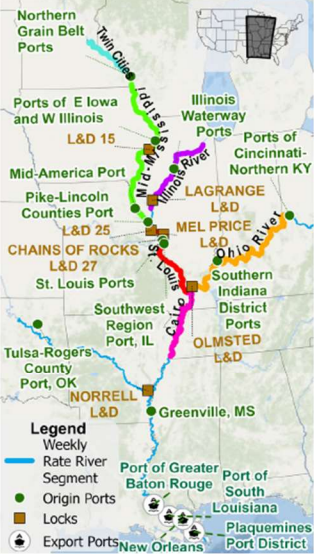 Northern
Grain Belt
Ports
Twin Cities
Ports of E Iowa
and W Illinois
L&D 15
Mid-Mississippi
Illinois
Waterway
Ports
Ports of
Cincinnati-
Northern KY
Mid-America Port
Illinois River
Pike-Lincoln
Counties Port
LAGRANGE
L&D
L&D 25
MEL PRICE
L&D
CHAINS OF ROCKS
L&D 27
Ohio River
St. Louis Ports
St. Louis
Southern
Indiana
District
Ports
Southwest
Region
Port, IL
Cairo
OLMSTED
L&D
Tulsa-Rogers
County
Port, OK
NORRELL
L&D
Greenville, MS
Legend
Weekly
Rate River
Segment
Origin Ports
Locks
Export Ports
Port of Greater
Baton Rouge
Port of
South
Louisiana
Plaquemines
Port District
New Orleans